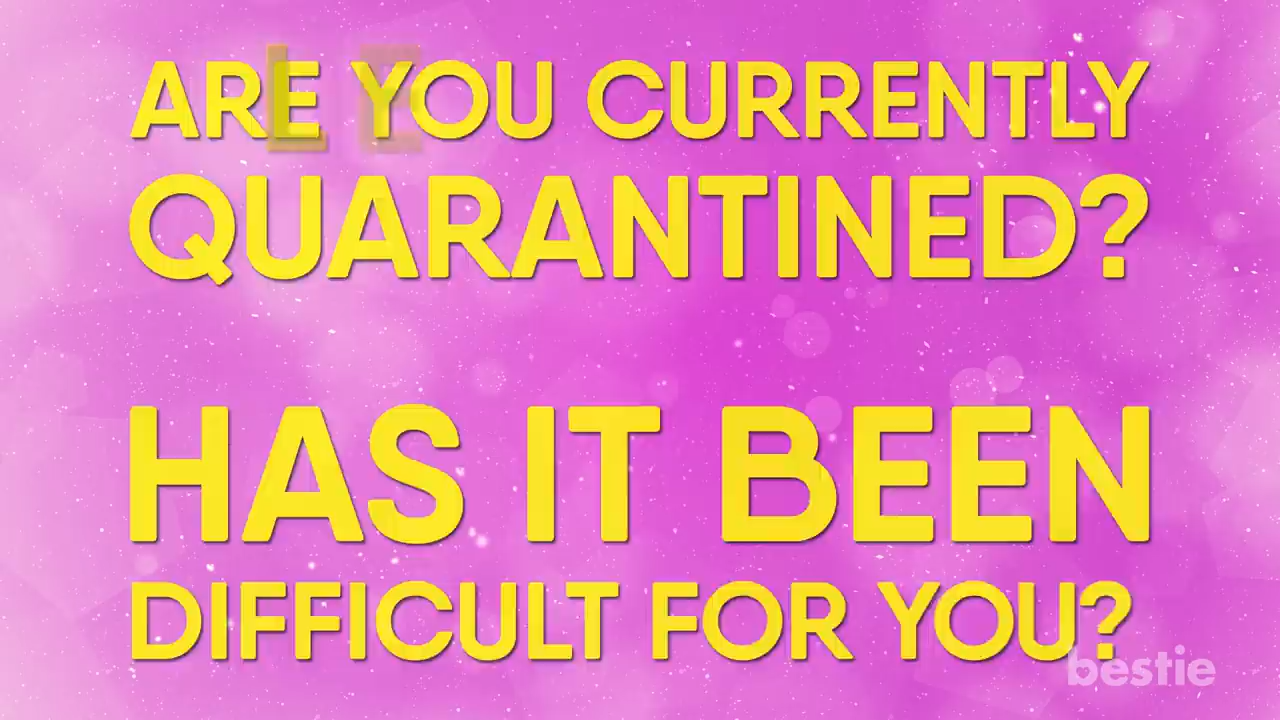 ARE YOU CURRENTLY
QUARANTINED?
HAS IT BEEN
DIFFICULT FOR YOU?
bestie